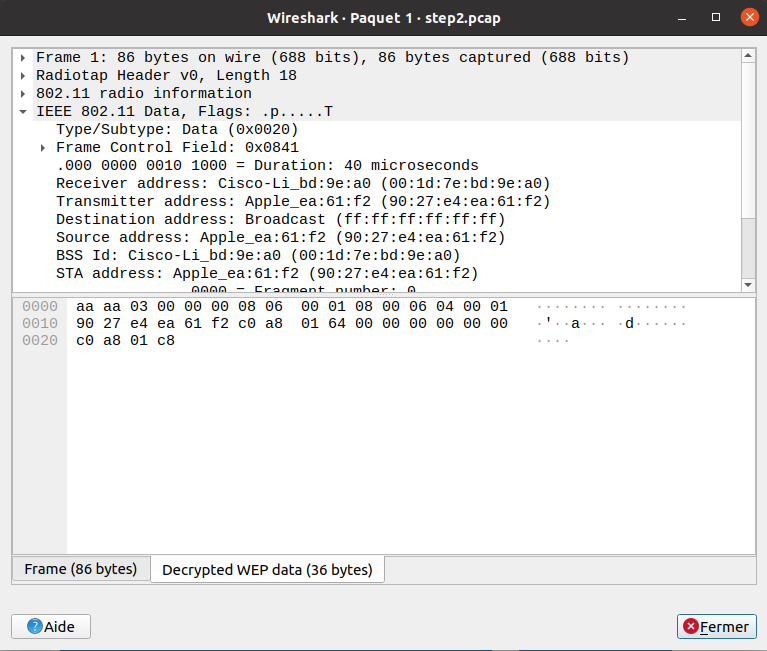 Wireshark · Paquet 1 · step2.pcap
Frame 1: 86 bytes on wire (688 bits), 86 bytes captured (688 bits)
Radiotap Header v0, Length 18
802.11 radio information
IEEE 802.11 Data, Flags: .p.....T
Type/Subtype: Data (0x0020)
Frame Control Field: 0x0841
.000 0000 0010 1000 = Duration: 40 microseconds
Receiver address: Cisco-Li_bd:9e:a0 (00:1d:7e:bd:9e:a0)
Transmitter address: Apple_ea:61:f2 (90:27:e4:ea:61:f2)
Destination address: Broadcast (ff:ff:ff:ff:ff:ff)
Source address: Apple_ea:61:f2 (90:27:e4:ea:61:f2)
BSS Id: Cisco-Li_bd:9e:a0 (00:1d:7e:bd:9e:a0)
STA address: Apple_ea:61:f2 (90:27:e4:ea:61:f2)
.... .... .... 0000 = Fragment number: 0
0000 aa aa 03 00 00 00 08 06 00 01 08 00 06 04 00 01 ········ ········
0010 90 27 e4 ea 61 f2 c0 a8 01 64 00 00 00 00 00 00 ·'··a··· ·d······
0020 c0 a8 01 c8 ····
Frame (86 bytes) Decrypted WEP data (36 bytes)
Aide Fermer